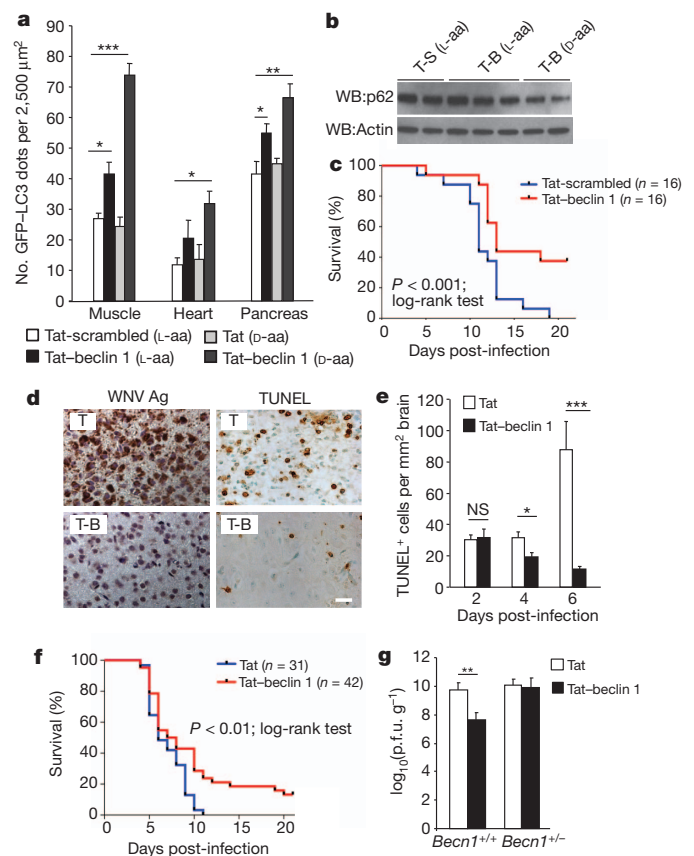 a
No. GFP–LC3 dots per 2,500 μm²
90
80
70
60
50
40
30
20
10
0
***
*
*
**
*
Muscle Heart Pancreas
Tat-scrambled (L-aa) Tat (D-aa)
Tat–beclin 1 (L-aa) Tat–beclin 1 (D-aa)
b
T-S (L-aa) T-B (L-aa) T-B (D-aa)
WB:p62
WB:Actin
c
Survival (%)
100
80
60
40
20
0
Tat-scrambled (n = 16)
Tat–beclin 1 (n = 16)
P < 0.001;
log-rank test
0 5 10 15 20
Days post-infection
d
WNV Ag TUNEL
T T
T-B T-B
e
Tat
Tat–beclin 1
TUNEL⁺ cells per mm² brain
120
100
80
60
40
20
0
NS
*
***
2 4 6
Days post-infection
f
Survival (%)
100
80
60
40
20
0
Tat (n = 31)
Tat–beclin 1 (n = 42)
P < 0.01; log-rank test
0 5 10 15 20
Days post-infection
g
Tat
Tat–beclin 1
log₁₀(p.f.u. g⁻¹)
12
10
8
6
4
2
0
**
Becn1⁺/⁺ Becn1⁺/⁻